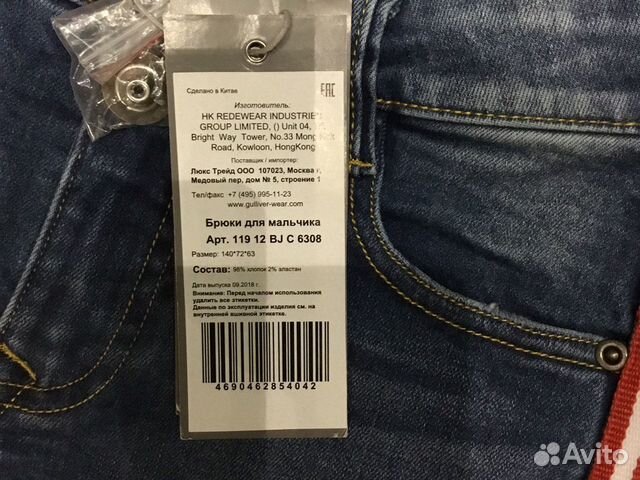 Сделано в Китае
EAC
Изготовитель:
HK REDEWEAR INDUSTRIES
GROUP LIMITED, () Unit 04,
Bright Way Tower, No.33 Mong Kok
Road, Kowloon, HongKong
Поставщик / импортер:
Люкс Трейд ООО 107023, Москва г,
Медовый пер, дом № 5, строение 1
Тел/факс +7 (495) 995-11-23
www.gulliver-wear.com
Брюки для мальчика
Арт. 119 12 BJ C 6308
Размер: 140*72*63
Состав: 98% хлопок 2% эластан
Дата выпуска 09.2018 г.
Внимание: Перед началом использования
удалить все этикетки.
Данные по эксплуатации изделия см. на
внутренней вшивной этикетке.
4690462854042
Avito